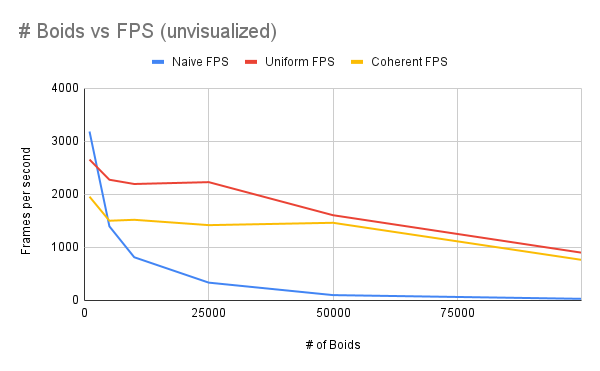 # Boids vs FPS (unvisualized)
Naive FPS Uniform FPS Coherent FPS
Frames per second
4000
3000
2000
1000
0
0 25000 50000 75000
# of Boids